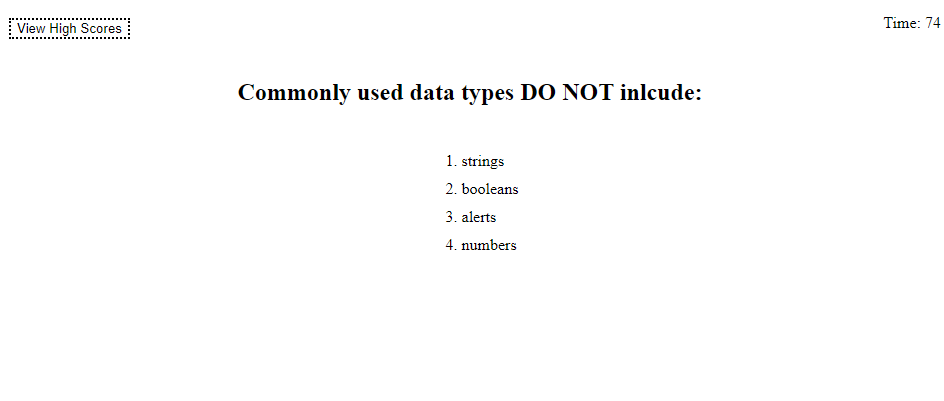 View High Scores
Time: 74
Commonly used data types DO NOT inlcude:
1. strings
2. booleans
3. alerts
4. numbers